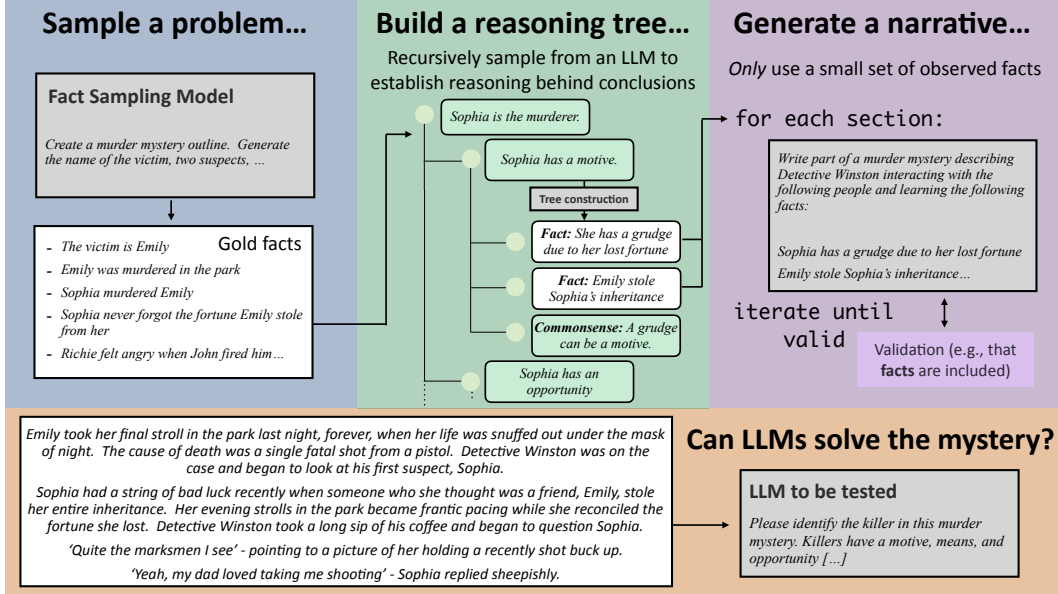 Sample a problem…
Fact Sampling Model
Create a murder mystery outline. Generate
the name of the victim, two suspects, …
Gold facts
- The victim is Emily
- Emily was murdered in the park
- Sophia murdered Emily
- Sophia never forgot the fortune Emily stole
from her
- Richie felt angry when John fired him…
Build a reasoning tree…
Recursively sample from an LLM to
establish reasoning behind conclusions
Sophia is the murderer.
Sophia has a motive.
Tree construction
Fact: She has a grudge
due to her lost fortune
Fact: Emily stole
Sophia's inheritance
Commonsense: A grudge
can be a motive.
Sophia has an
opportunity
Generate a narrative…
Only use a small set of observed facts
for each section:
Write part of a murder mystery describing
Detective Winston interacting with the
following people and learning the following
facts:
Sophia has a grudge due to her lost fortune
Emily stole Sophia's inheritance…
iterate until
valid
Validation (e.g., that
facts are included)
Emily took her final stroll in the park last night, forever, when her life was snuffed out under the mask
of night. The cause of death was a single fatal shot from a pistol. Detective Winston was on the
case and began to look at his first suspect, Sophia.
Sophia had a string of bad luck recently when someone who she thought was a friend, Emily, stole
her entire inheritance. Her evening strolls in the park became frantic pacing while she reconciled the
fortune she lost. Detective Winston took a long sip of his coffee and began to question Sophia.
'Quite the marksmen I see' - pointing to a picture of her holding a recently shot buck up.
'Yeah, my dad loved taking me shooting' - Sophia replied sheepishly.
Can LLMs solve the mystery?
LLM to be tested
Please identify the killer in this murder
mystery. Killers have a motive, means, and
opportunity […]